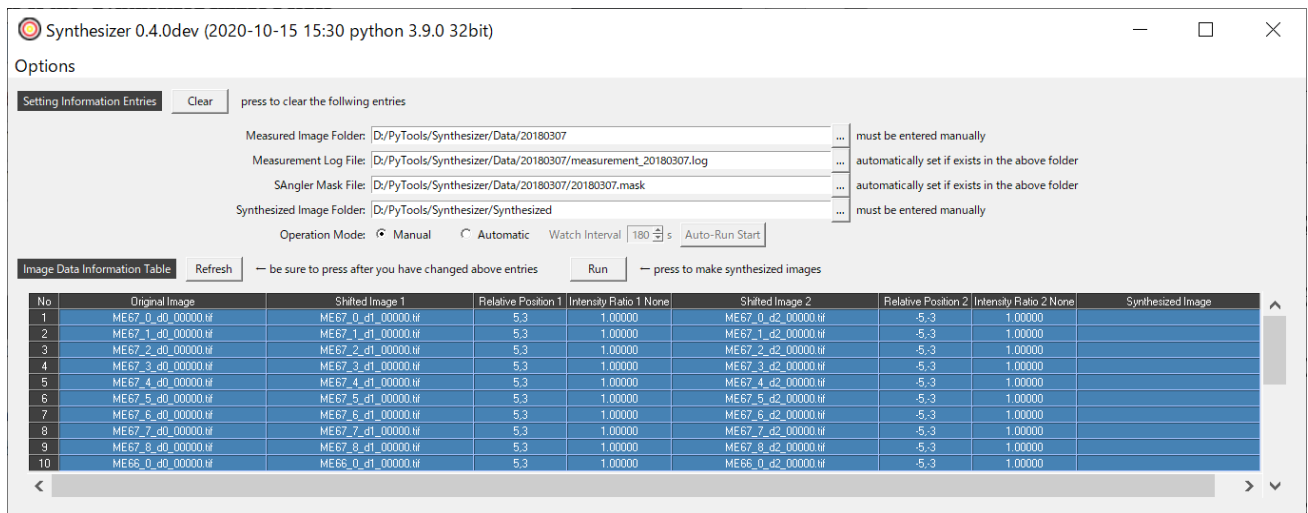 Synthesizer 0.4.0dev (2020-10-15 15:30 python 3.9.0 32bit)
Options
Setting Information Entries Clear press to clear the follwing entries
Measured Image Folder: D:/PyTools/Synthesizer/Data/20180307 ... must be entered manually
Measurement Log File: D:/PyTools/Synthesizer/Data/20180307/measurement_20180307.log ... automatically set if exists in the above folder
SAngler Mask File: D:/PyTools/Synthesizer/Data/20180307/20180307.mask ... automatically set if exists in the above folder
Synthesized Image Folder: D:/PyTools/Synthesizer/Synthesized ... must be entered manually
Operation Mode: Manual Automatic Watch Interval 180 s Auto-Run Start
Image Data Information Table Refresh ← be sure to press after you have changed above entries Run ← press to make synthesized images
No Original Image Shifted Image 1 Relative Position 1 Intensity Ratio 1 None Shifted Image 2 Relative Position 2 Intensity Ratio 2 None Synthesized Image
1 ME67_0_d0_00000.tif ME67_0_d1_00000.tif 5,3 1.00000 ME67_0_d2_00000.tif -5,-3 1.00000
2 ME67_1_d0_00000.tif ME67_1_d1_00000.tif 5,3 1.00000 ME67_1_d2_00000.tif -5,-3 1.00000
3 ME67_2_d0_00000.tif ME67_2_d1_00000.tif 5,3 1.00000 ME67_2_d2_00000.tif -5,-3 1.00000
4 ME67_3_d0_00000.tif ME67_3_d1_00000.tif 5,3 1.00000 ME67_3_d2_00000.tif -5,-3 1.00000
5 ME67_4_d0_00000.tif ME67_4_d1_00000.tif 5,3 1.00000 ME67_4_d2_00000.tif -5,-3 1.00000
6 ME67_5_d0_00000.tif ME67_5_d1_00000.tif 5,3 1.00000 ME67_5_d2_00000.tif -5,-3 1.00000
7 ME67_6_d0_00000.tif ME67_6_d1_00000.tif 5,3 1.00000 ME67_6_d2_00000.tif -5,-3 1.00000
8 ME67_7_d0_00000.tif ME67_7_d1_00000.tif 5,3 1.00000 ME67_7_d2_00000.tif -5,-3 1.00000
9 ME67_8_d0_00000.tif ME67_8_d1_00000.tif 5,3 1.00000 ME67_8_d2_00000.tif -5,-3 1.00000
10 ME66_0_d0_00000.tif ME66_0_d1_00000.tif 5,3 1.00000 ME66_0_d2_00000.tif -5,-3 1.00000